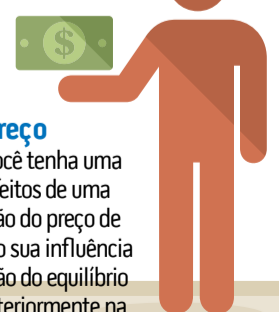 $
reço
ocê tenha uma
feitos de uma
ão do preço de
o sua influência
ão do equilíbrio
teriormente na